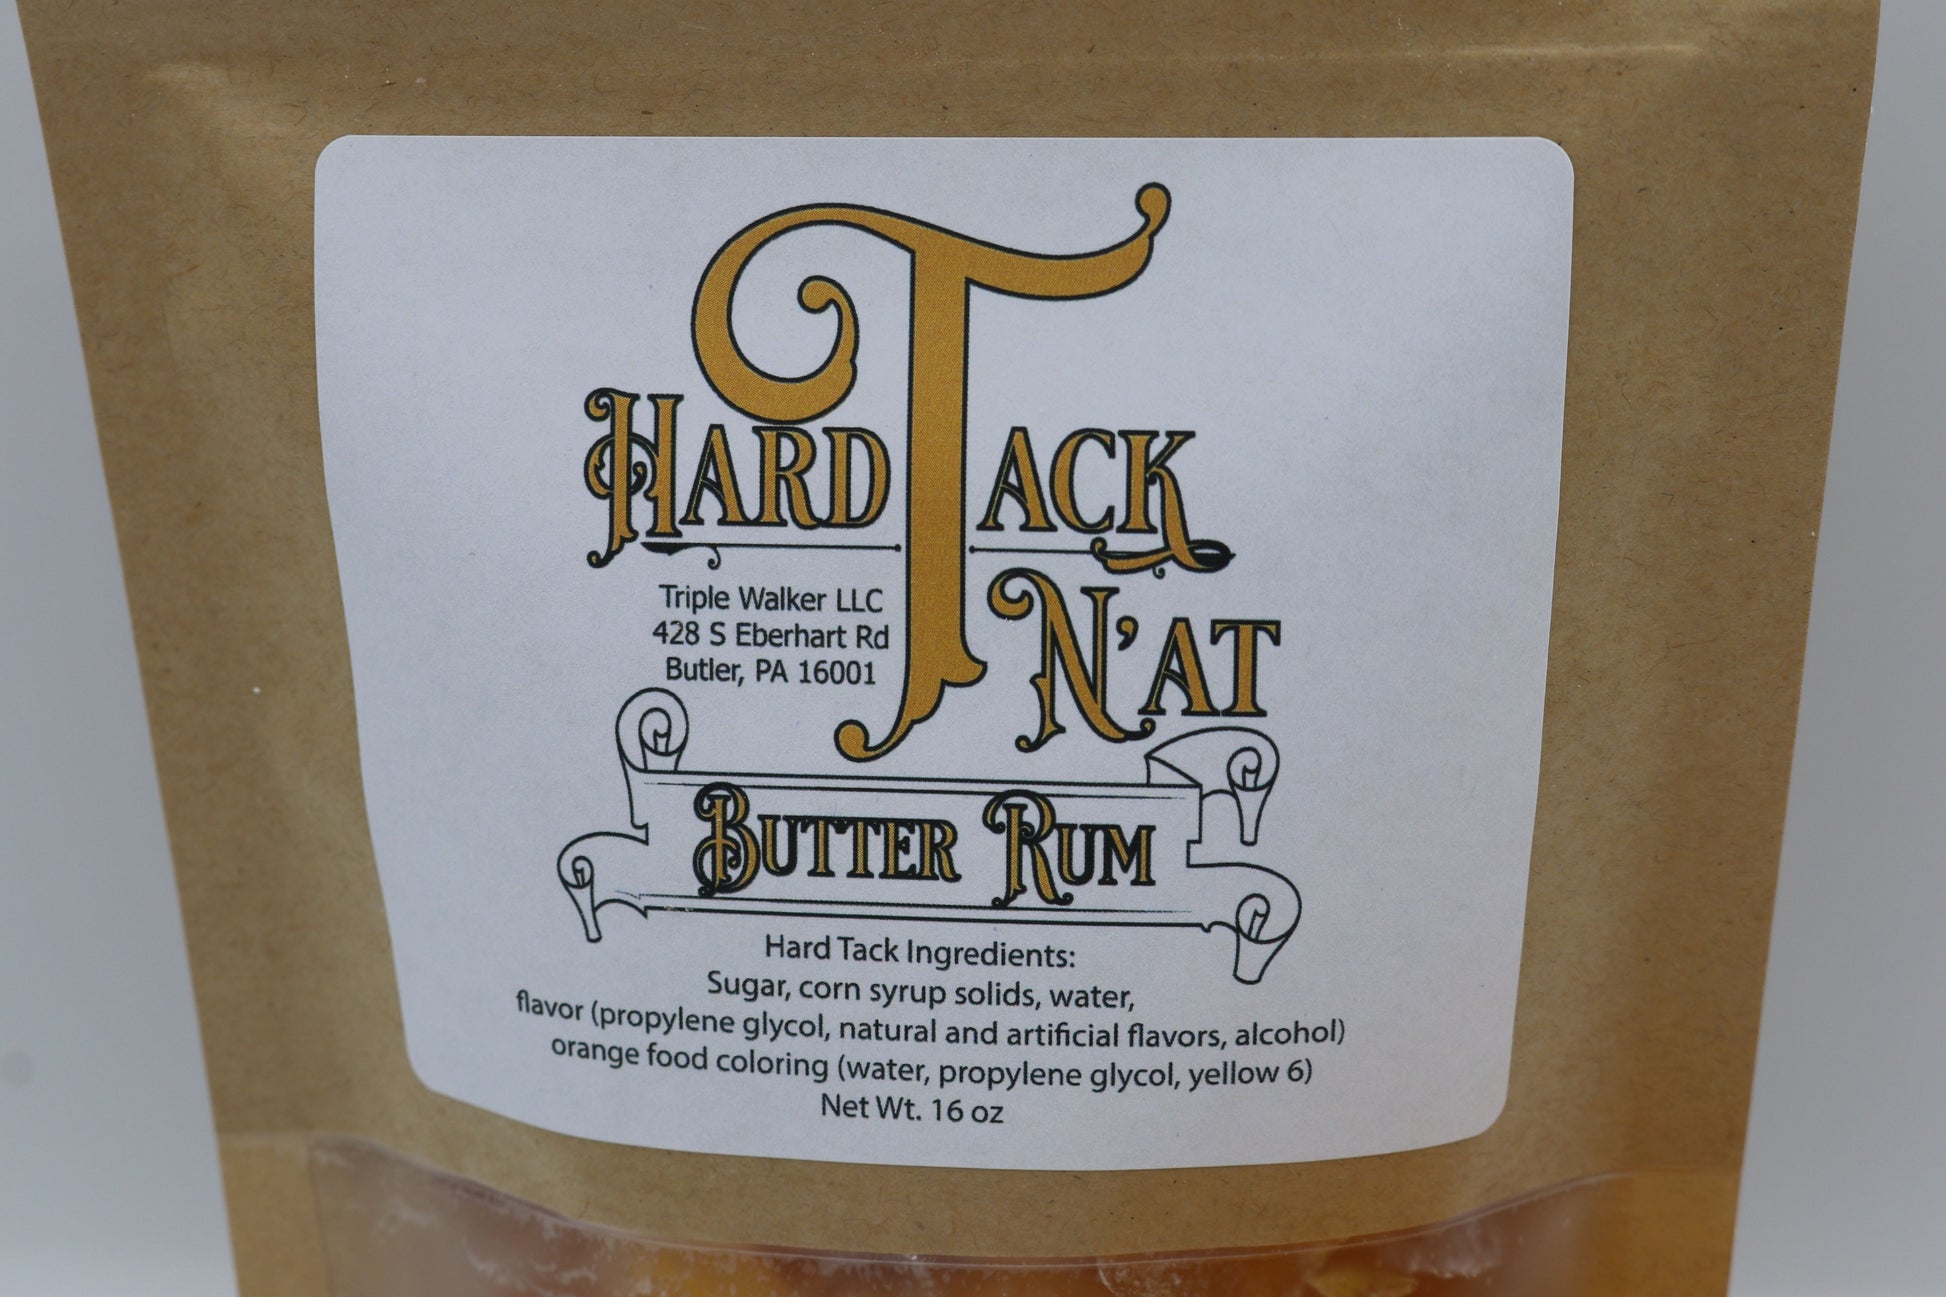 Hard Tack
N'at
Triple Walker LLC
428 S Eberhart Rd
Butler, PA 16001
Butter Rum
Hard Tack Ingredients:
Sugar, corn syrup solids, water,
flavor (propylene glycol, natural and artificial flavors, alcohol)
orange food coloring (water, propylene glycol, yellow 6)
Net Wt. 16 oz